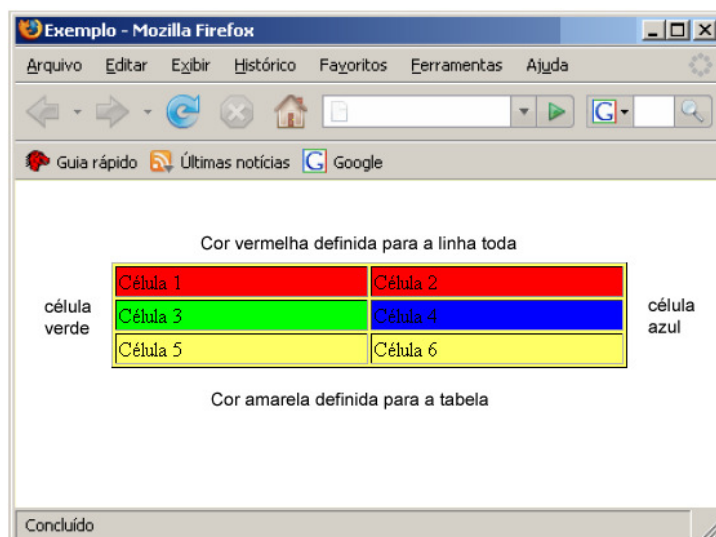 Exemplo - Mozilla Firefox
Arquivo Editar Exibir Histórico Favoritos Ferramentas Ajuda
G
Guia rápido Últimas notícias G Google
Cor vermelha definida para a linha toda
Célula 1 Célula 2
célula verde
Célula 3 Célula 4
célula azul
Célula 5 Célula 6
Cor amarela definida para a tabela
Concluído